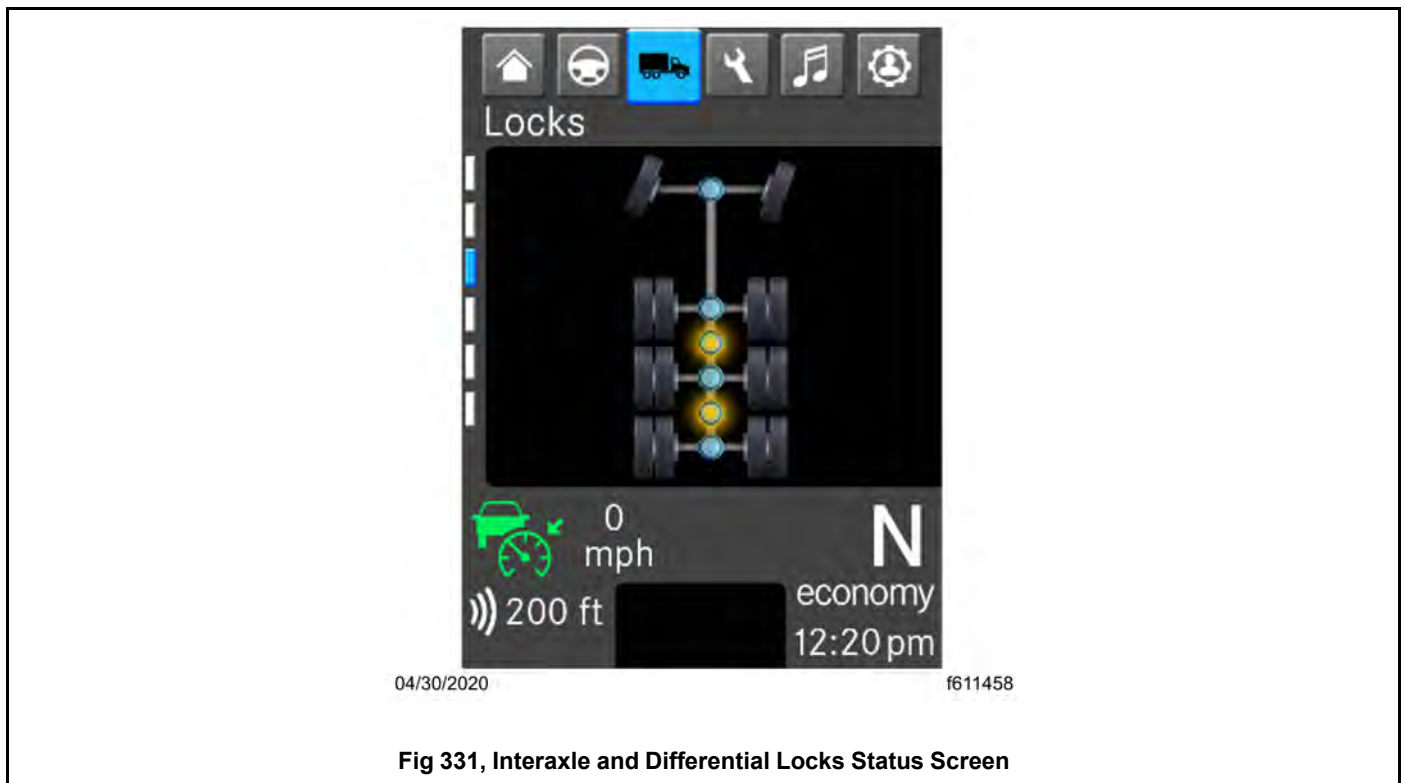 Locks
0
mph
N
economy
200 ft
12:20 pm
04/30/2020
f611458
Fig 331, Interaxle and Differential Locks Status Screen